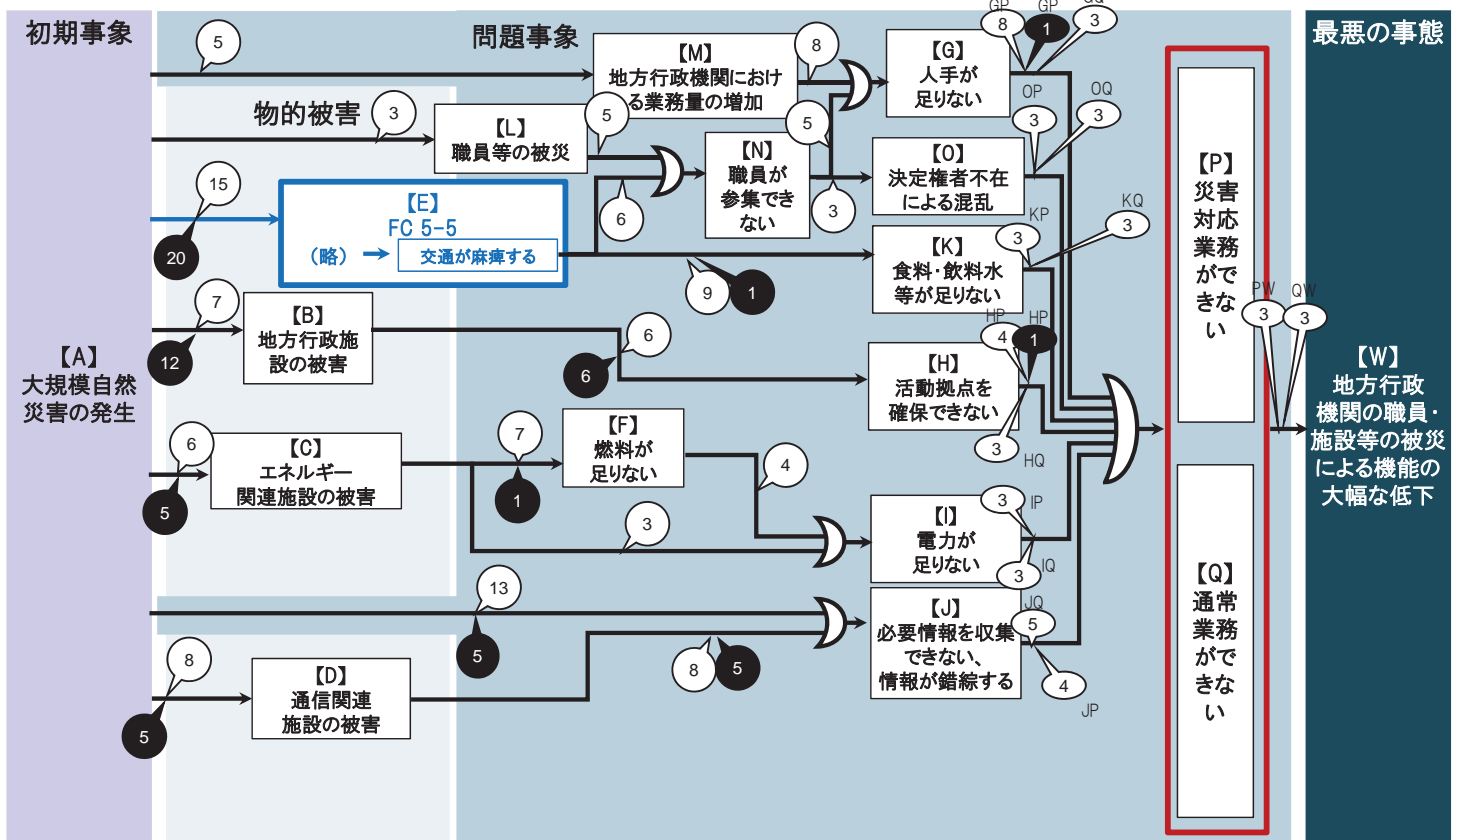 初期事象
問題事象
最悪の事態
物的被害
【A】
大規模自然
災害の発生
5
3
15
20
7
12
6
5
8
5
【M】
地方行政機関におけ
る業務量の増加
8
【L】
職員等の被災
5
【E】
FC 5-5
(略)
交通が麻痺する
6
【N】
職員が
参集でき
ない
5
3
9
1
【B】
地方行政施
設の被害
6
6
【C】
エネルギー
関連施設の被害
7
1
【F】
燃料が
足りない
4
3
13
5
【D】
通信関連
施設の被害
8
5
【G】
人手が
足りない
GP
8
GP
1
GQ
3
【O】
決定権者不在
による混乱
OP
3
OQ
3
【K】
食料・飲料水
等が足りない
KP
3
KQ
3
【H】
活動拠点を
確保できない
HP
4
HP
1
3
HQ
【I】
電力が
足りない
3
IP
3
IQ
【J】
必要情報を収集
できない、
情報が錯綜する
JQ
5
4
JP
【P】
災害
対応
業務
がで
きな
い
【Q】
通常
業務
がで
きな
い
PW
3
QW
3
【W】
地方行政
機関の職員・
施設等の被災
による機能の
大幅な低下